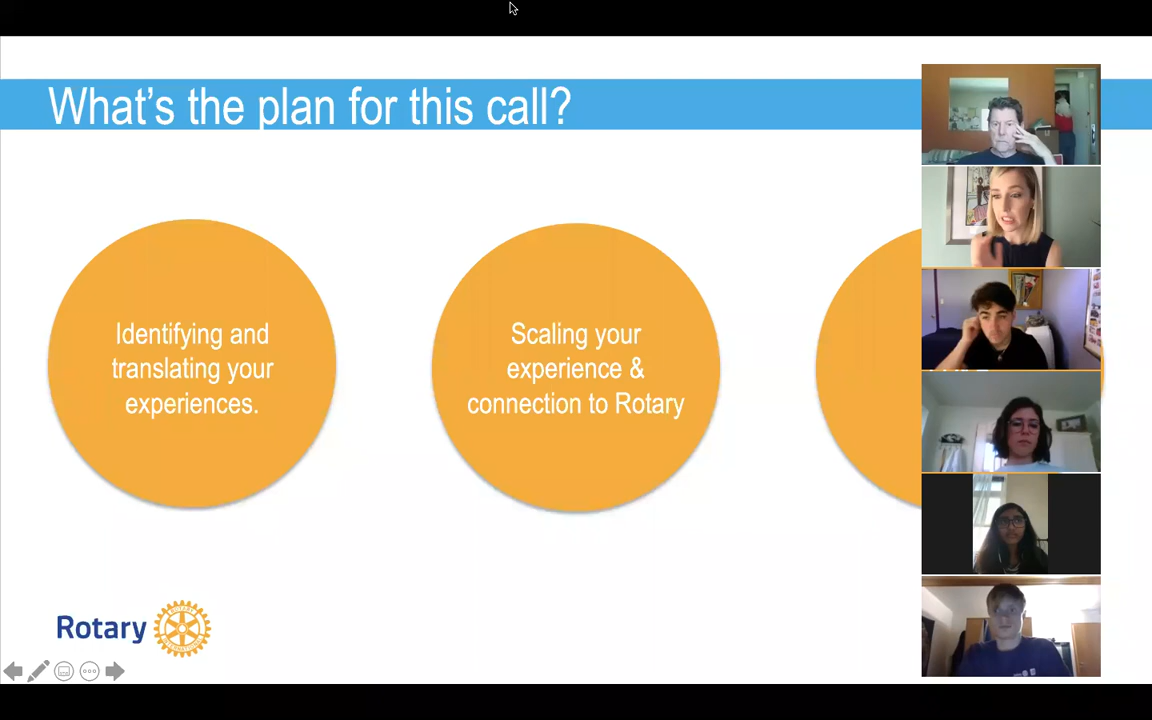 What's the plan for this call?
Identifying and
translating your
experiences.
Scaling your
experience &
connection to Rotary
Rotary